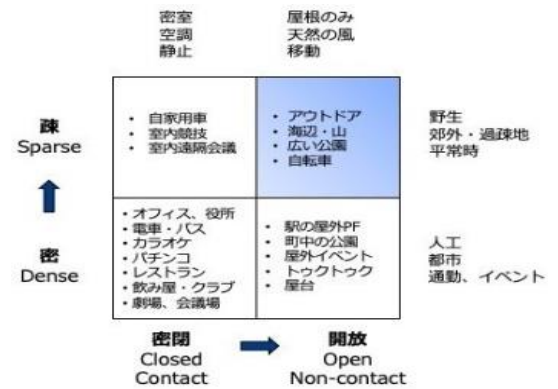 密室
空調
静止
屋根のみ
天然の風
移動
疎
Sparse
・ 自家用車
・ 室内競技
・ 室内遠隔会議
・ アウトドア
・ 海辺・山
・ 広い公園
・ 自転車
野生
郊外・過疎地
平常時
密
Dense
・オフィス、役所
・電車・バス
・カラオケ
・パチンコ
・レストラン
・飲み屋・クラブ
・劇場、会議場
・ 駅の屋外PF
・ 町中の公園
・ 屋外イベント
・ トゥクトゥク
・ 屋台
人工
都市
通勤、イベント
密閉
Closed
Contact
開放
Open
Non-contact